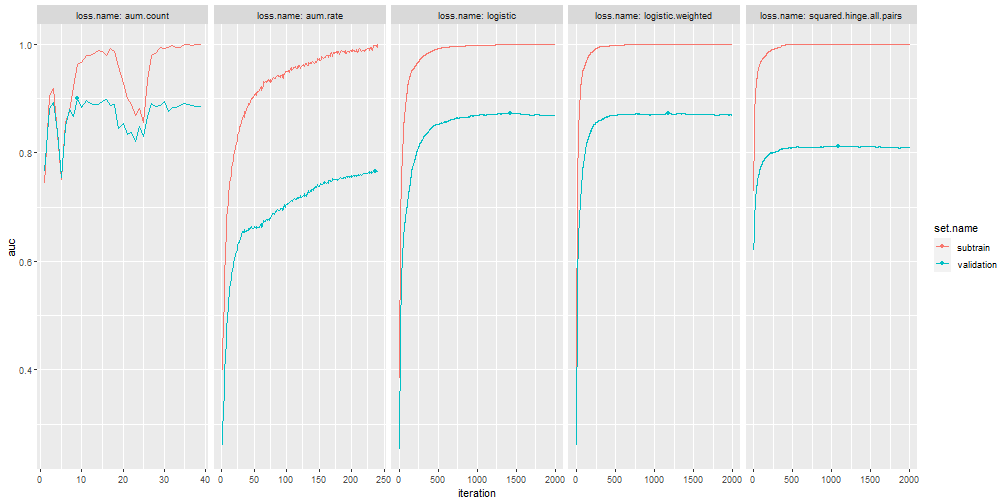 loss.name: aum.count
loss.name: aum.rate
loss.name: logistic
loss.name: logistic.weighted
loss.name: squared.hinge.all.pairs
1.0
0.8
0.6
0.4
auc
0 10 20 30 40
0 50 100 150 200 250
0 500 1000 1500 2000
0 500 1000 1500 2000
0 500 1000 1500 2000
iteration
set.name
subtrain
validation